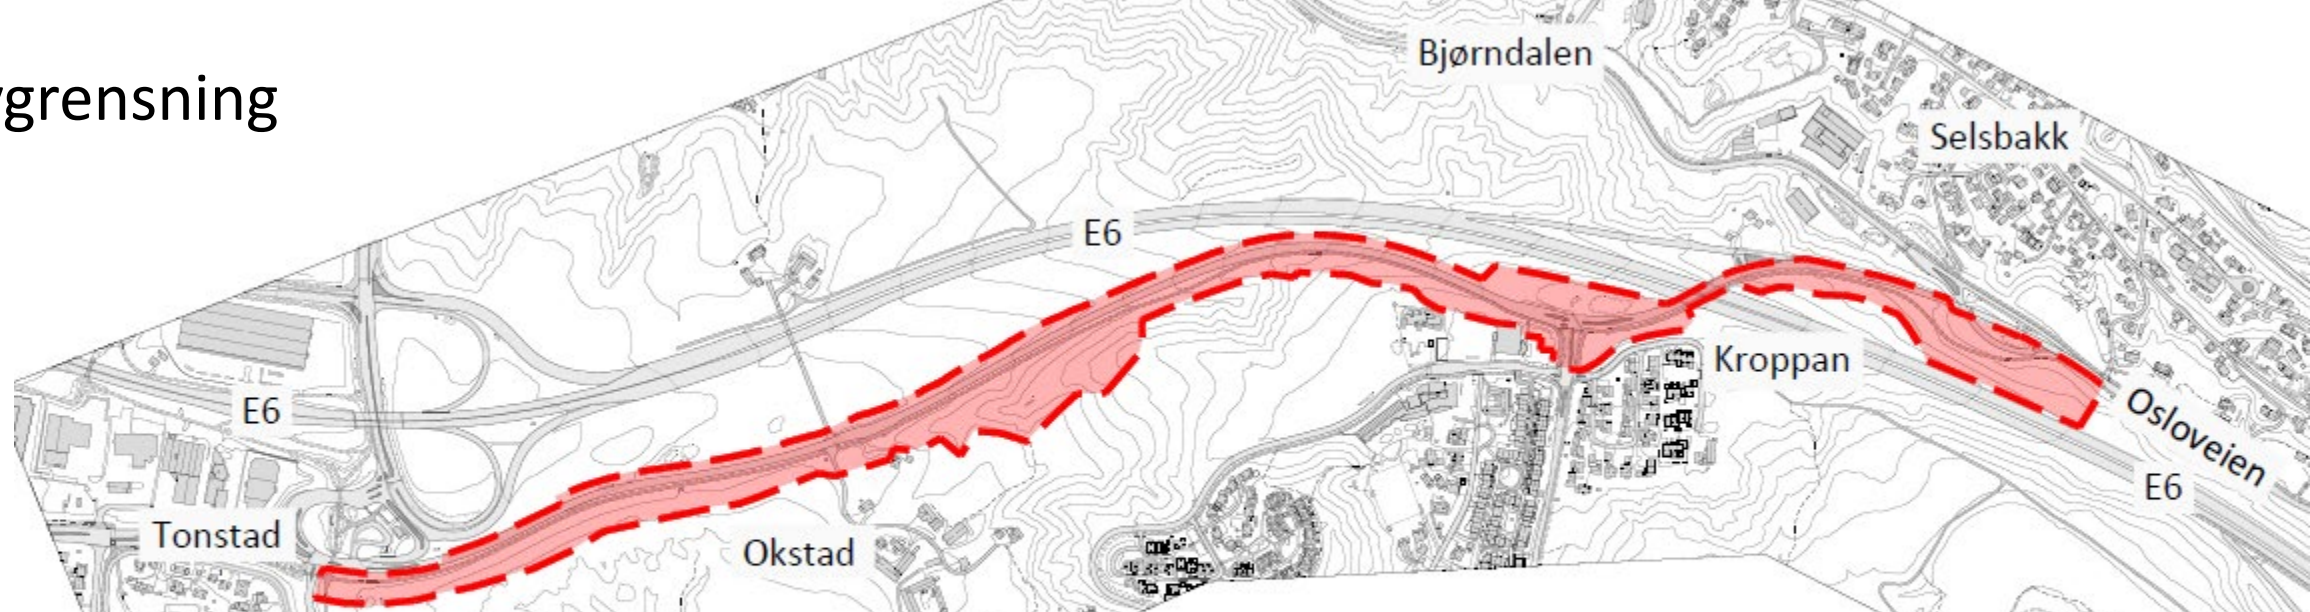 Bjørndalen
grensning
Selsbakk
E6
Kroppan
E6
Osloveien
E6
Tonstad
Okstad